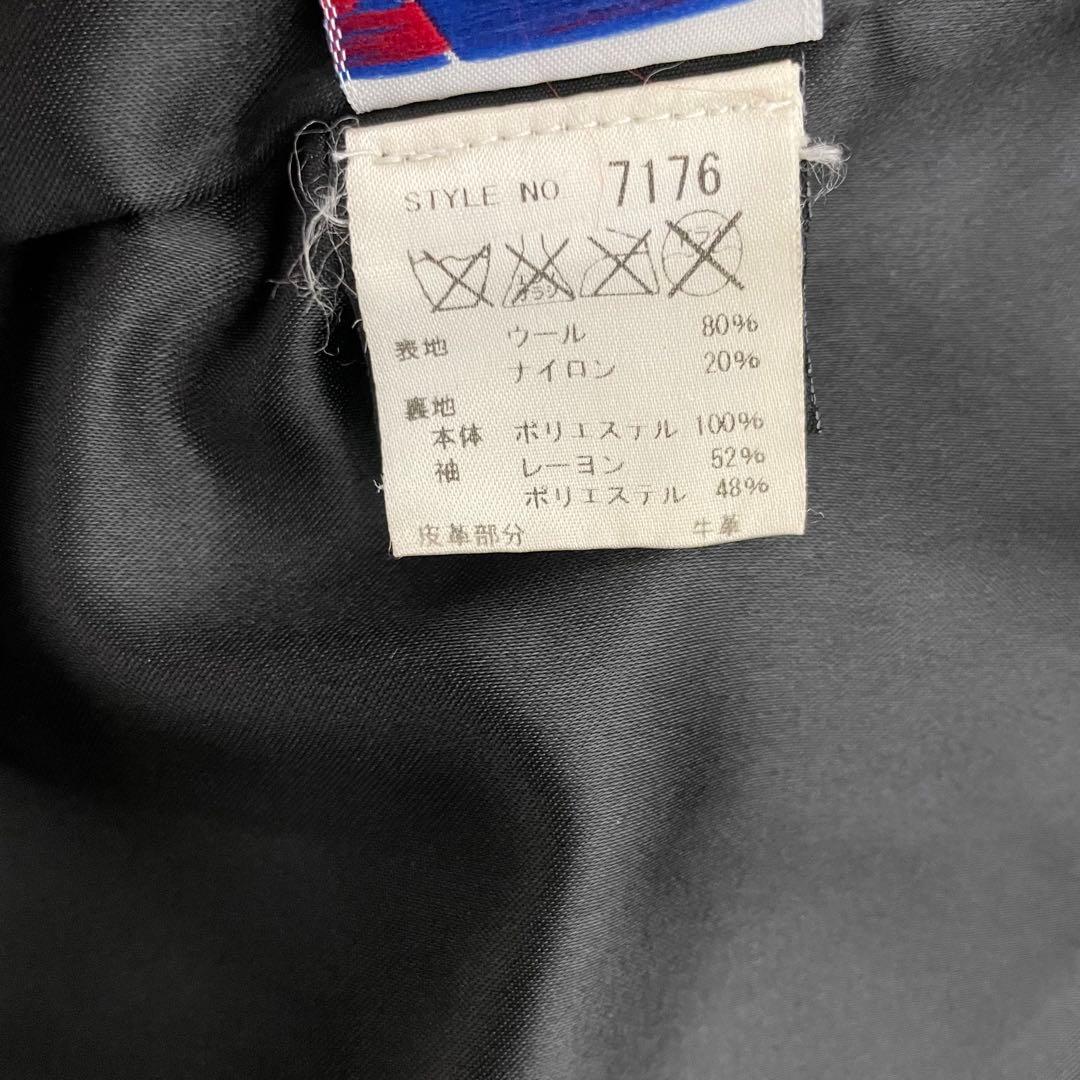 STYLE NO 7176
表地 ウール 80%
ナイロン 20%
裏地
本体 ポリエステル 100%
袖 レーヨン 52%
ポリエステル 48%
皮革部分 牛革